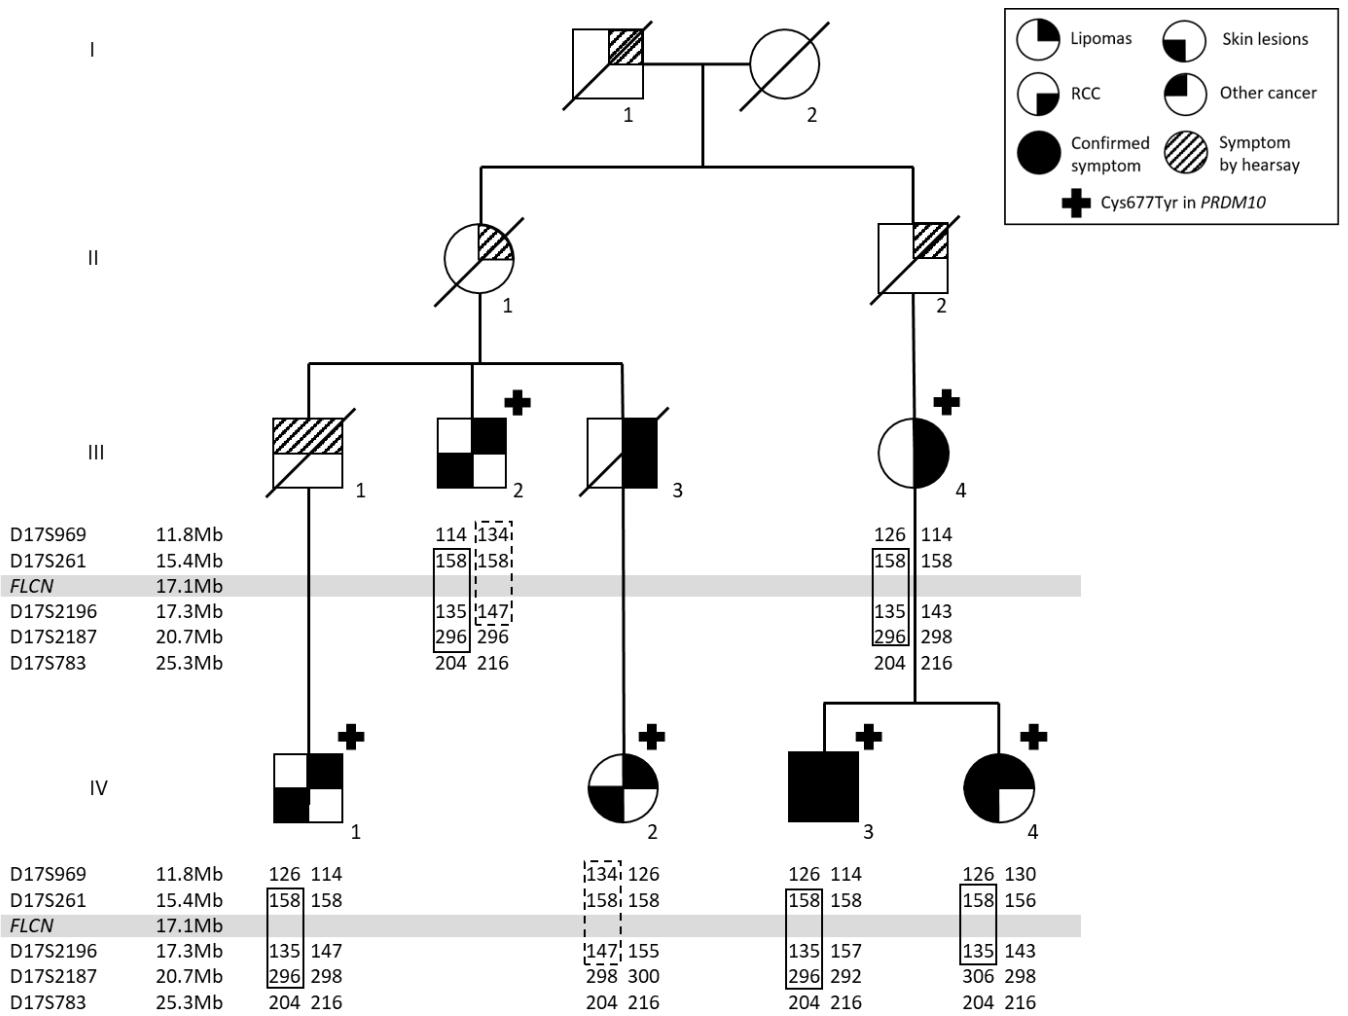 I
1
2
Lipomas
Skin lesions
RCC
Other cancer
Confirmed symptom
Symptom by hearsay
Cys677Tyr in PRDM10
II
1
2
III
1
2
3
4
D17S969 11.8Mb 114 134 126 114
D17S261 15.4Mb 158 158 158 158
FLCN 17.1Mb
D17S2196 17.3Mb 135 147 135 143
D17S2187 20.7Mb 296 296 296 298
D17S783 25.3Mb 204 216 204 216
IV
1
2
3
4
D17S969 11.8Mb 126 114 134 126 126 114 126 130
D17S261 15.4Mb 158 158 158 158 158 158 158 156
FLCN 17.1Mb
D17S2196 17.3Mb 135 147 147 155 135 157 135 143
D17S2187 20.7Mb 296 298 298 300 296 292 306 298
D17S783 25.3Mb 204 216 204 216 204 216 204 216